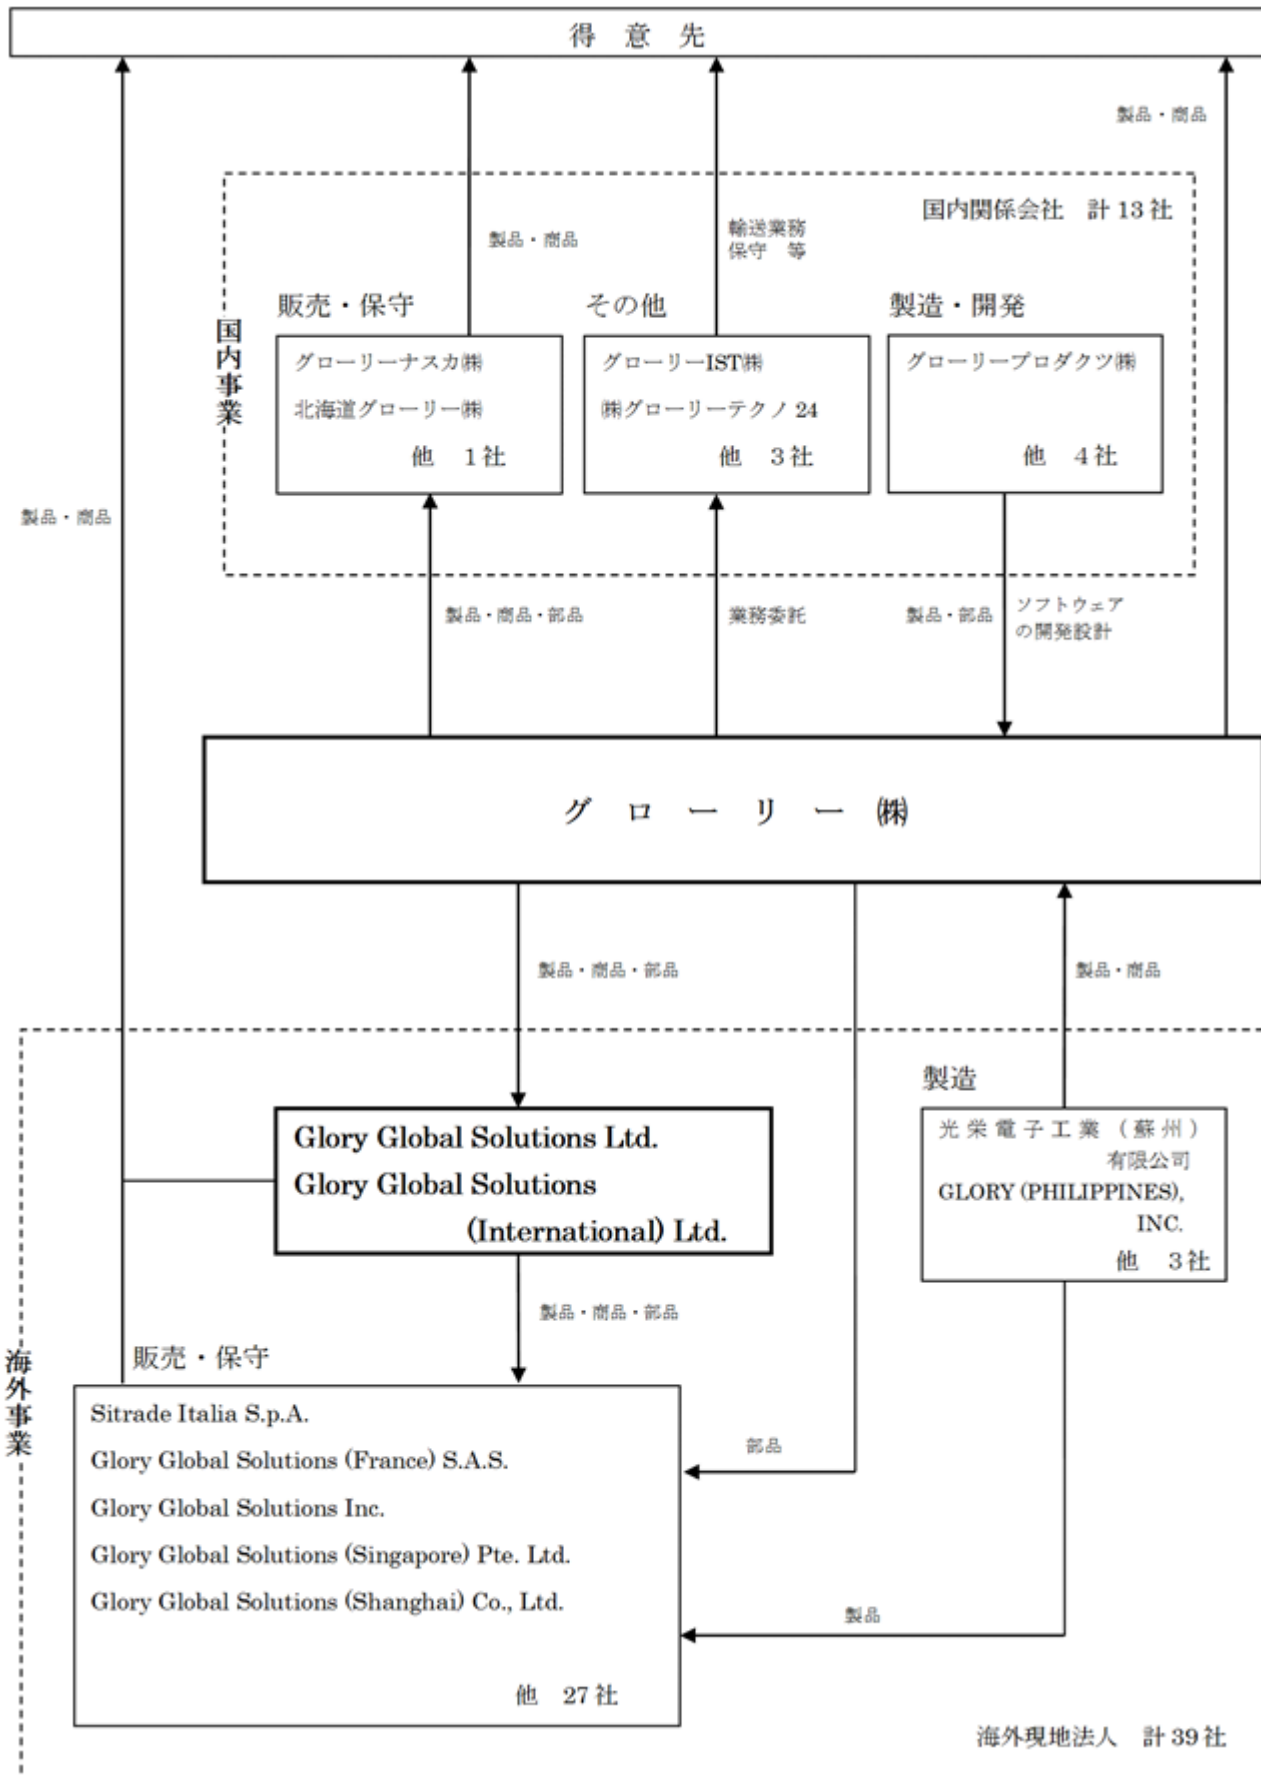 得 意 先
製品・商品
国内関係会社 計 13 社
製品・商品
輸送業務
保守 等
国内事業
販売・保守
グローリーナスカ㈱
北海道グローリー㈱
他 1 社
その他
グローリーIST㈱
㈱グローリーテクノ 24
他 3 社
製造・開発
グロープロダクツ㈱
他 4 社
製品・商品
製品・商品・部品
業務委託
製品・部品
ソフトウェア
の開発設計
グ ロ ー リ ー ㈱
製品・商品・部品
製品・商品
海外事業
Glory Global Solutions Ltd.
Glory Global Solutions
(International) Ltd.
製造
光栄電子工業（蘇州）
有限公司
GLORY (PHILIPPINES),
INC.
他 3 社
製品・商品・部品
販売・保守
Sitrade Italia S.p.A.
Glory Global Solutions (France) S.A.S.
Glory Global Solutions Inc.
Glory Global Solutions (Singapore) Pte. Ltd.
Glory Global Solutions (Shanghai) Co., Ltd.
他 27 社
部品
製品
海外現地法人 計 39 社